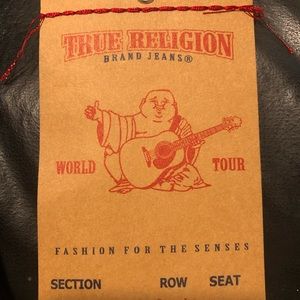 TRUE RELIGION
BRAND JEANS®
WORLD TOUR
FASHION FOR THE SENSES
SECTION ROW SEAT